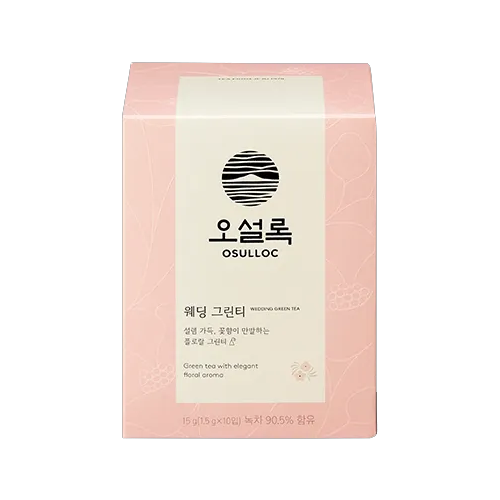 오설록
OSULLOC
웨딩 그린티 WEDDING GREEN TEA
설렘 가득, 꽃향이 만발하는
플로랄 그린티
Green tea with elegant
floral aroma
15g(1.5g×10입) 녹차 90.5% 함유